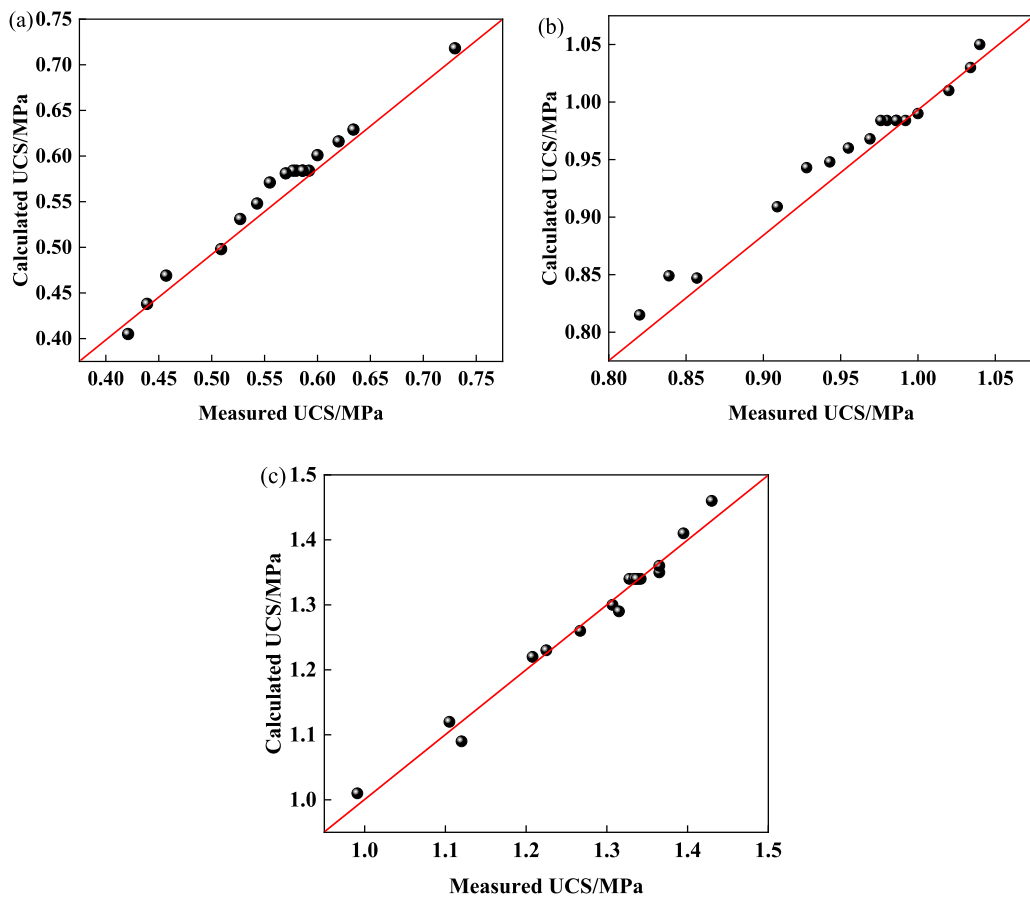 (a)
0.75
0.70
0.65
0.60
0.55
0.50
0.45
0.40
Calculated UCS/MPa
0.40 0.45 0.50 0.55 0.60 0.65 0.70 0.75
Measured UCS/MPa
(b)
1.05
1.00
0.95
0.90
0.85
0.80
Calculated UCS/MPa
0.80 0.85 0.90 0.95 1.00 1.05
Measured UCS/MPa
(c)
1.5
1.4
1.3
1.2
1.1
1.0
Calculated UCS/MPa
1.0 1.1 1.2 1.3 1.4 1.5
Measured UCS/MPa